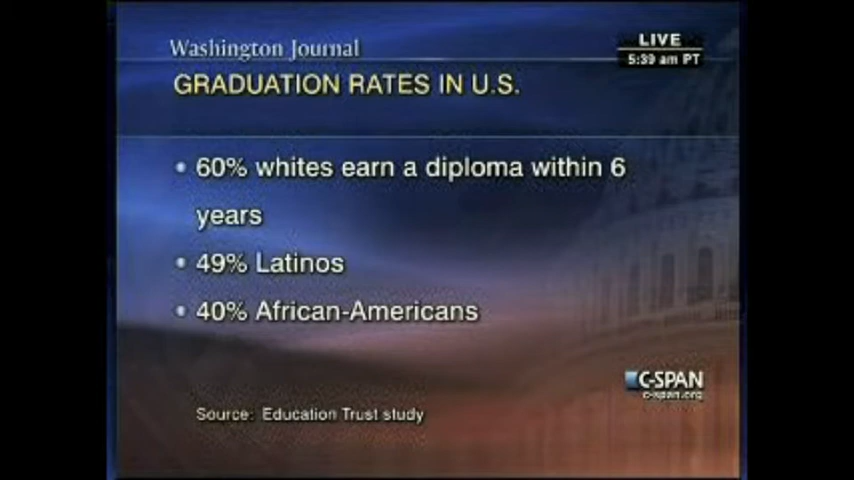 Washington Journal
LIVE
5:39 am PT
GRADUATION RATES IN U.S.
• 60% whites earn a diploma within 6
years
• 49% Latinos
• 40% African-Americans
C-SPAN
c-span.org
Source: Education Trust study